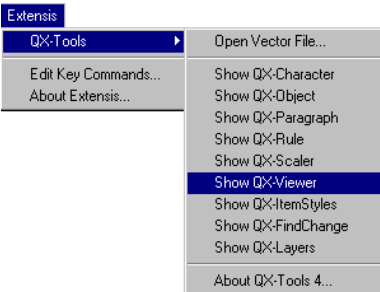 Extensis
QX-Tools
Edit Key Commands...
About Extensis...
Open Vector File...
Show QX-Character
Show QX-Object
Show QX-Paragraph
Show QX-Rule
Show QX-Scaler
Show QX-Viewer
Show QX-ItemStyles
Show QX-FindChange
Show QX-Layers
About QX-Tools 4...